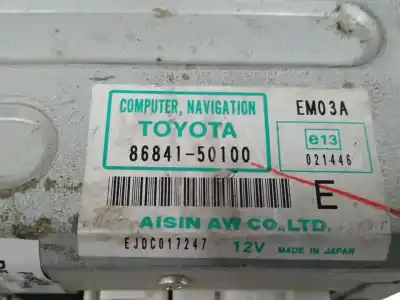 COMPUTER, NAVIGATION
TOYOTA
86841-50100
EM03A
e13
021446
E
AISIN AW CO.,LTD.
EJDC017247 12V MADE IN JAPAN